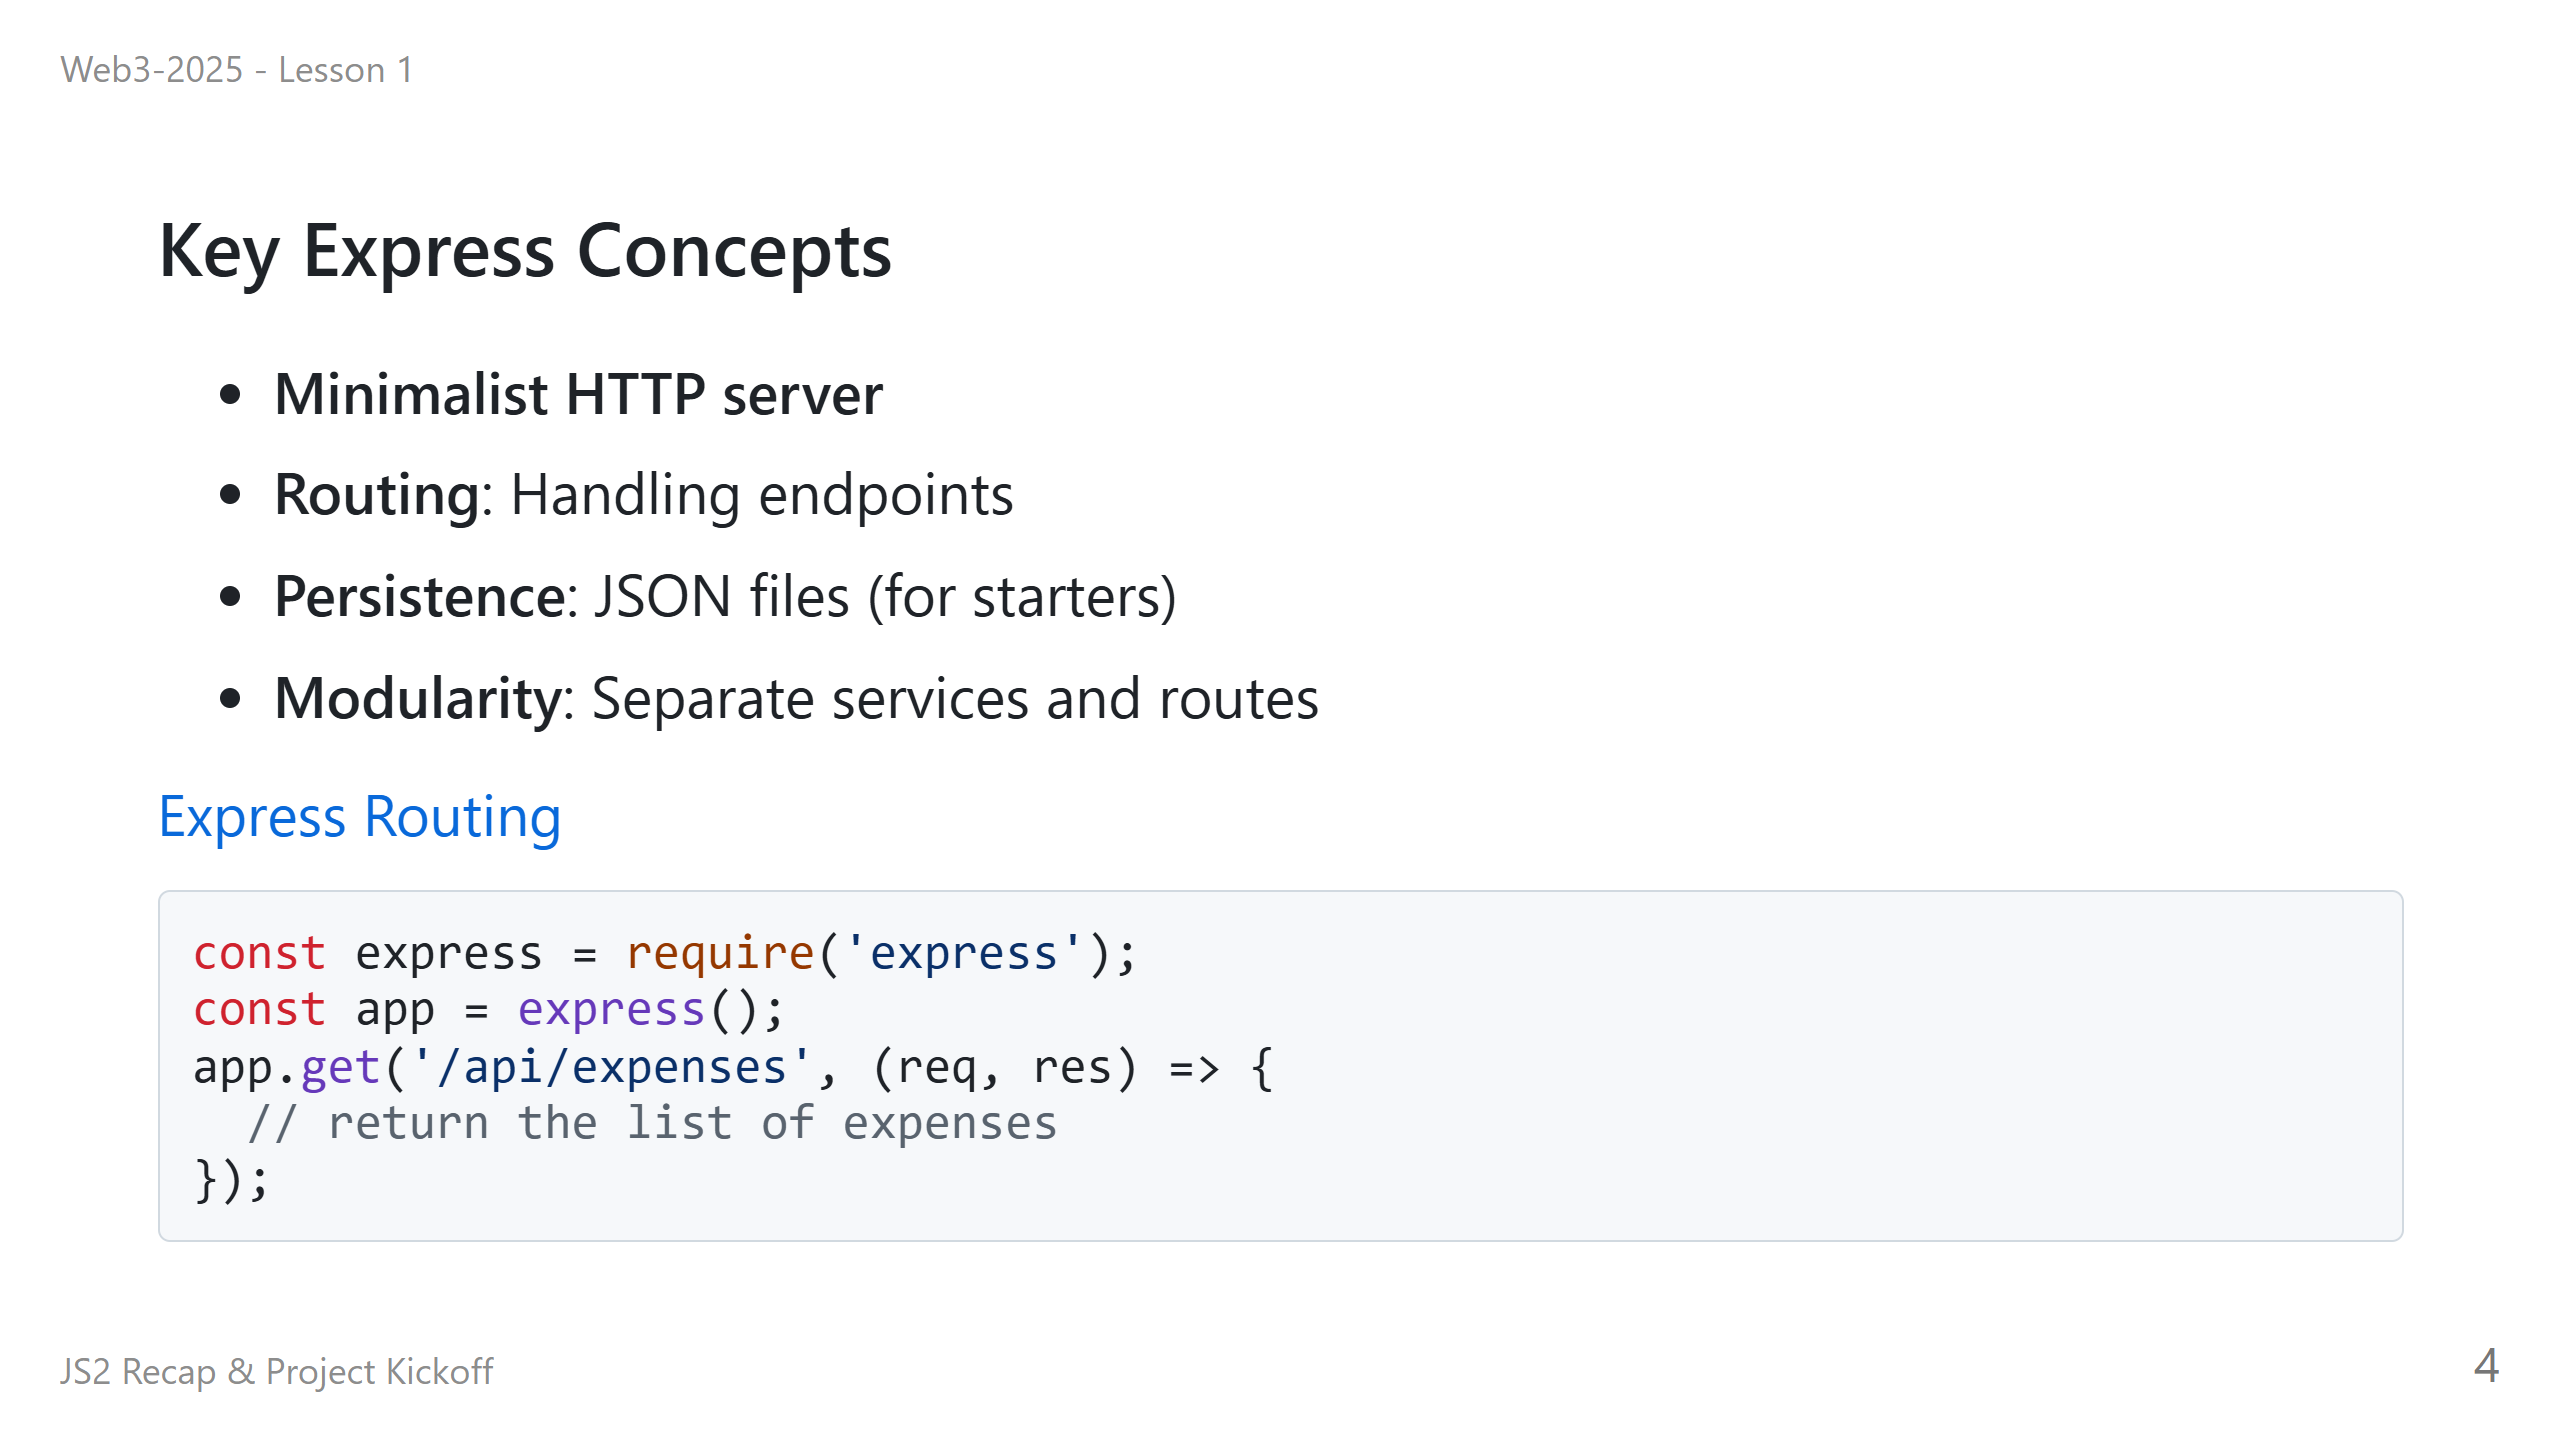 Web3-2025 - Lesson 1
Key Express Concepts
• Minimalist HTTP server
• Routing: Handling endpoints
• Persistence: JSON files (for starters)
• Modularity: Separate services and routes
Express Routing
const express = require('express');
const app = express();
app.get('/api/expenses', (req, res) => {
  // return the list of expenses
});
JS2 Recap & Project Kickoff
4